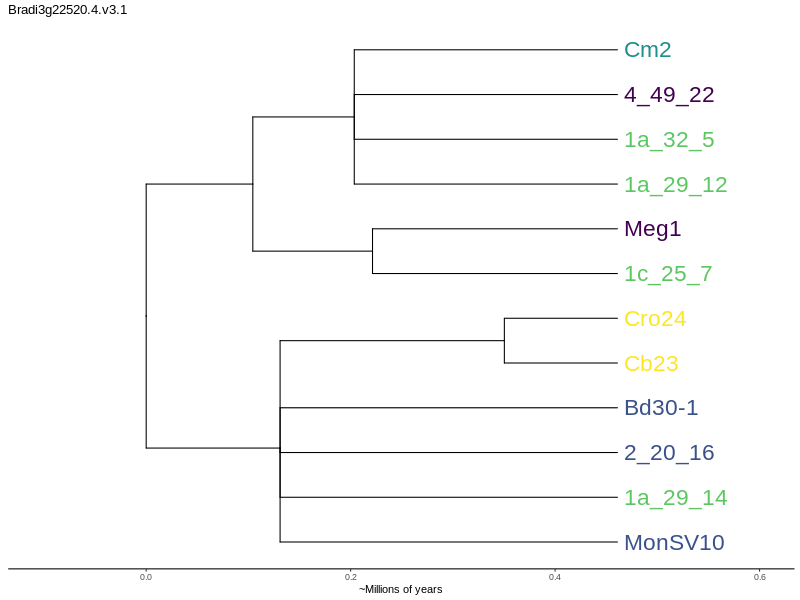 Bradi3g22520.4.v3.1
Cm2
4_49_22
1a_32_5
1a_29_12
Meg1
1c_25_7
Cro24
Cb23
Bd30-1
2_20_16
1a_29_14
MonSV10
0.0 0.2 0.4 0.6
~Millions of years